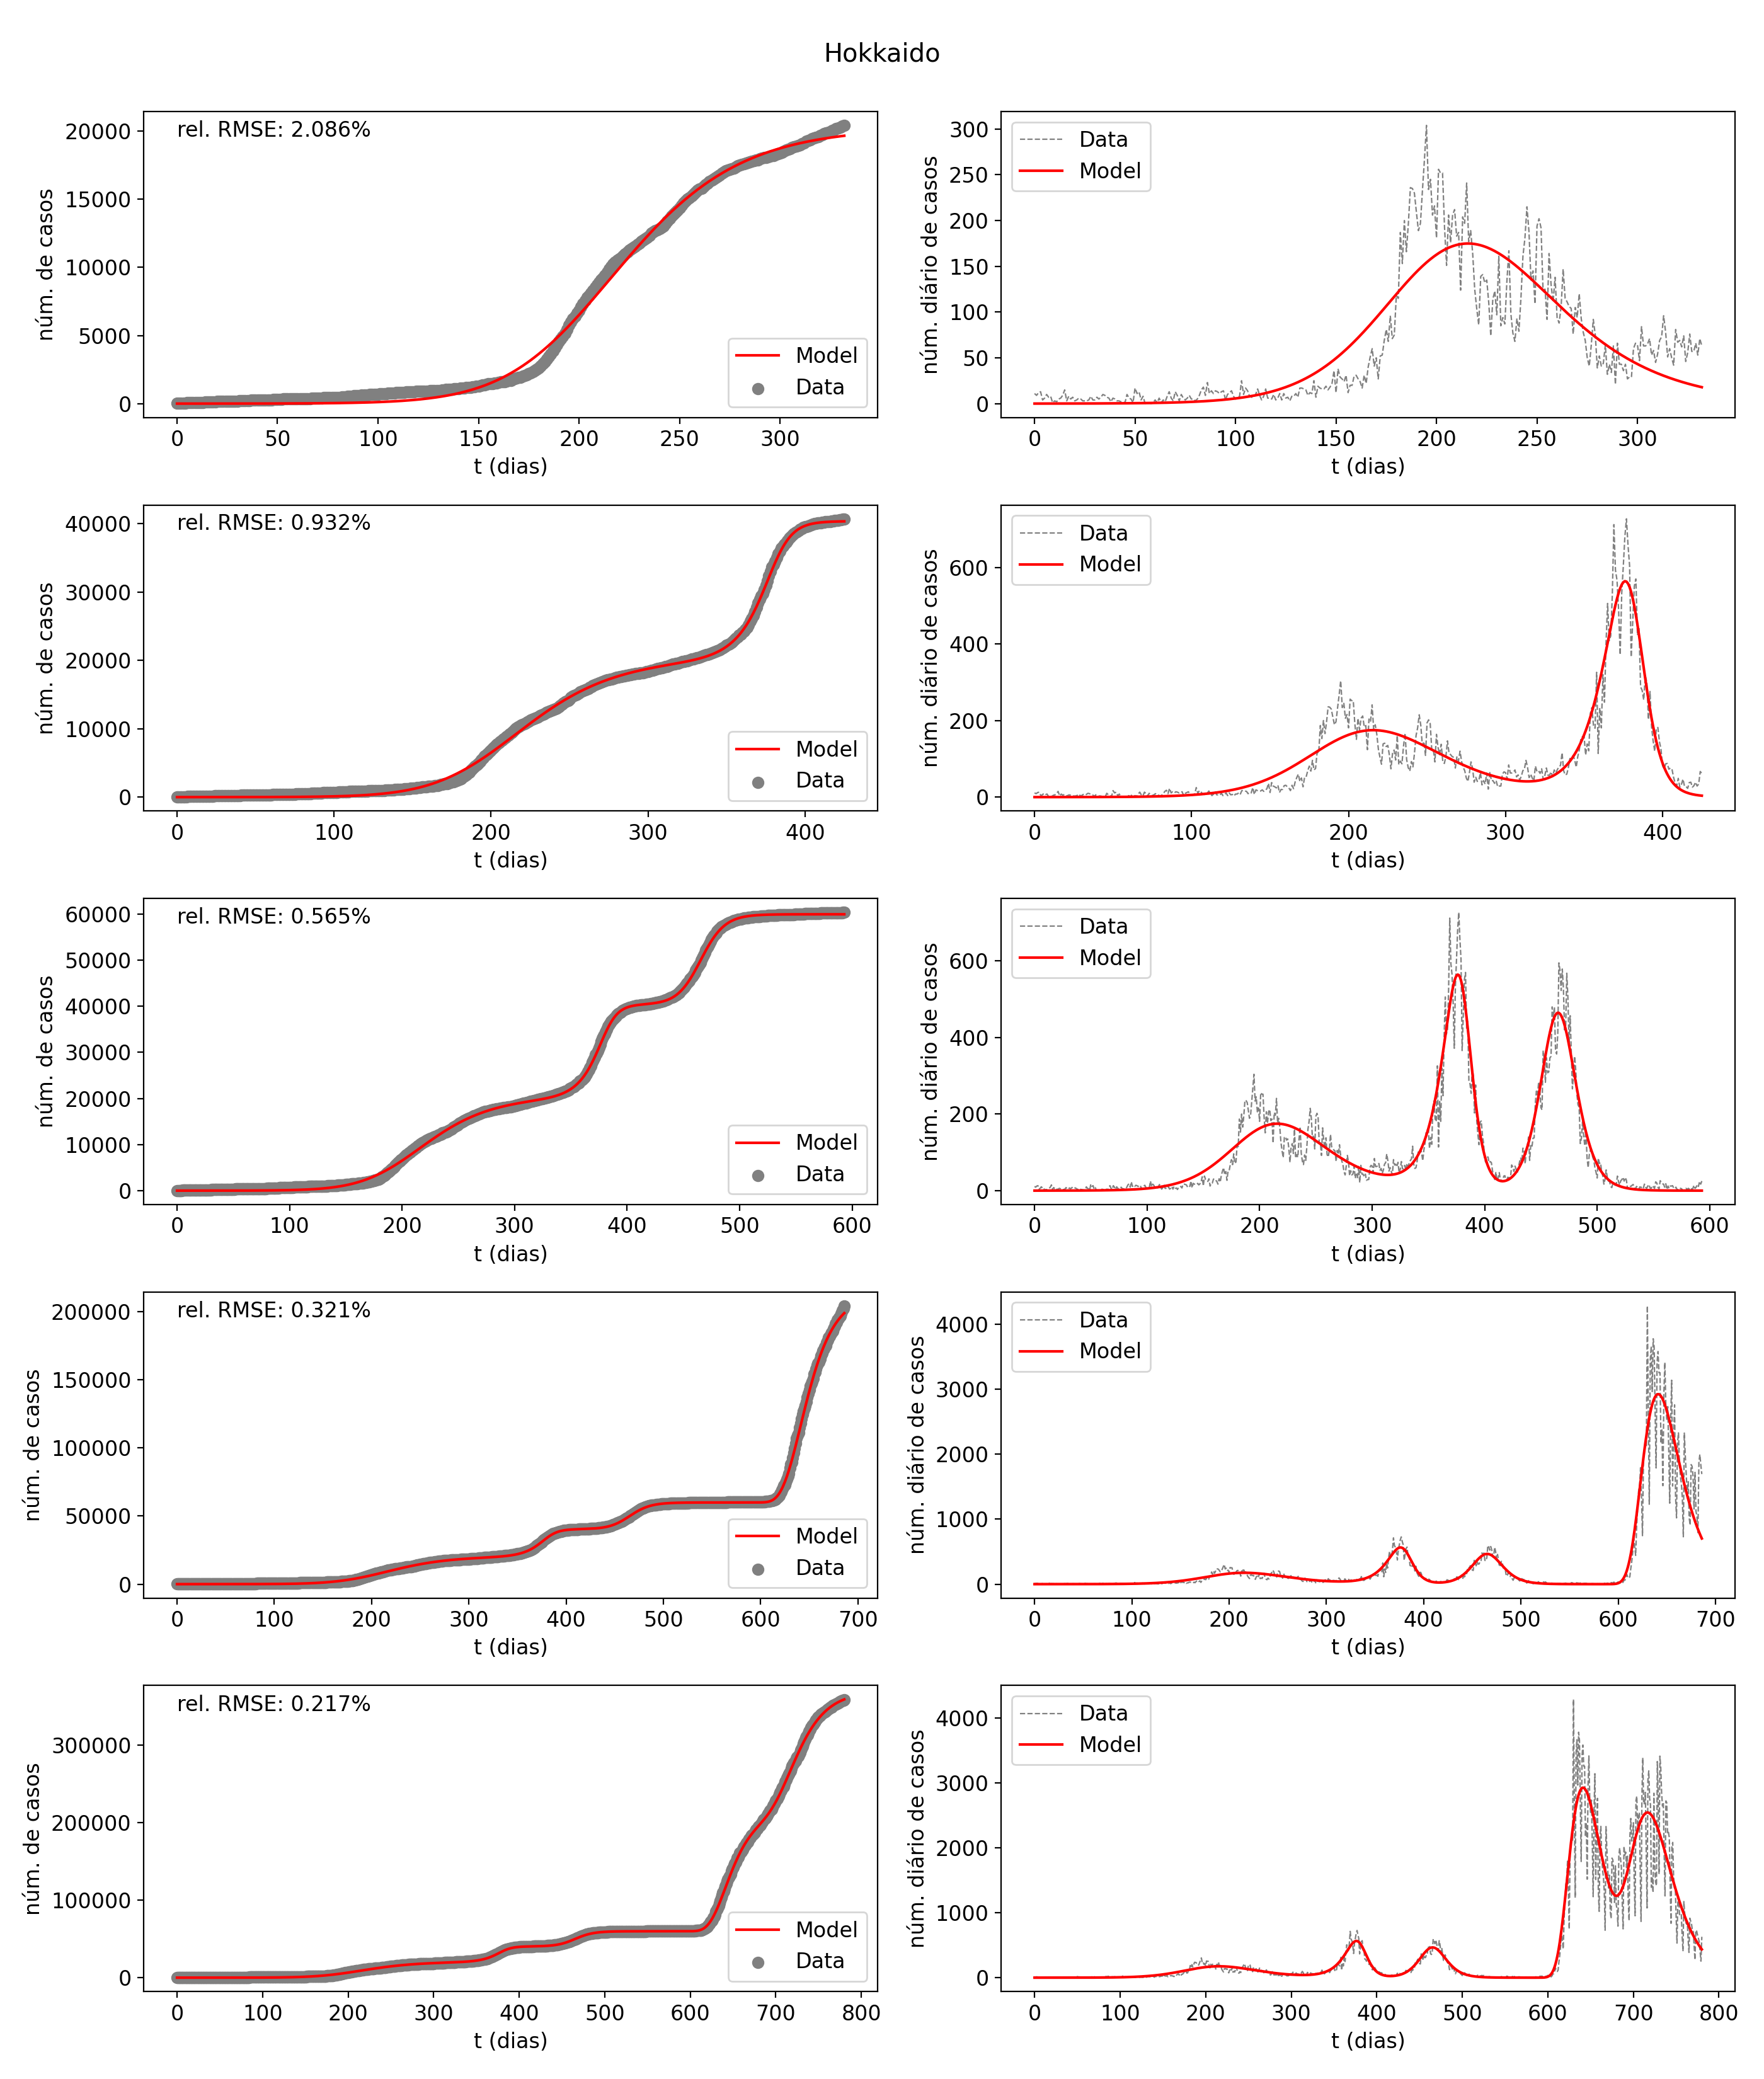 Hokkaido
rel. RMSE: 2.086%
núm. de casos
20000
15000
10000
5000
0
Model
Data
0 50 100 150 200 250 300
t (dias)
núm. diário de casos
300
250
200
150
100
50
0
Data
Model
0 50 100 150 200 250 300
t (dias)
rel. RMSE: 0.932%
núm. de casos
40000
30000
20000
10000
0
Model
Data
0 100 200 300 400
t (dias)
núm. diário de casos
600
400
200
0
Data
Model
0 100 200 300 400
t (dias)
rel. RMSE: 0.565%
núm. de casos
60000
50000
40000
30000
20000
10000
0
Model
Data
0 100 200 300 400 500 600
t (dias)
núm. diário de casos
600
400
200
0
Data
Model
0 100 200 300 400 500 600
t (dias)
rel. RMSE: 0.321%
núm. de casos
200000
150000
100000
50000
0
Model
Data
0 100 200 300 400 500 600 700
t (dias)
núm. diário de casos
4000
3000
2000
1000
0
Data
Model
0 100 200 300 400 500 600 700
t (dias)
rel. RMSE: 0.217%
núm. de casos
300000
200000
100000
0
Model
Data
0 100 200 300 400 500 600 700 800
t (dias)
núm. diário de casos
4000
3000
2000
1000
0
Data
Model
0 100 200 300 400 500 600 700 800
t (dias)